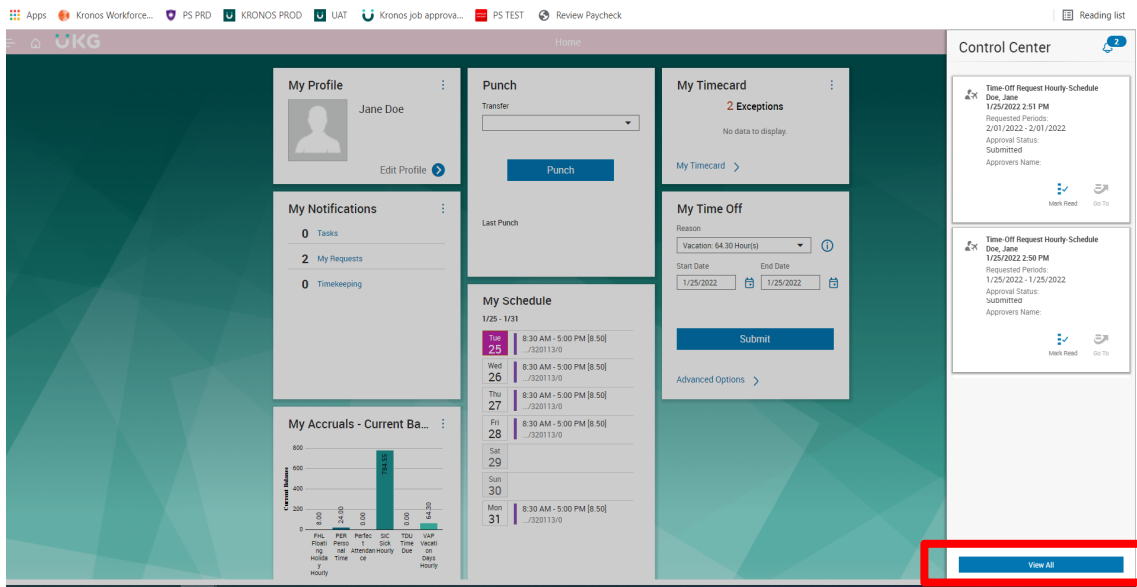 Apps Kronos Workforce... PS PRD KRONOS PROD UAT Kronos job approva... PS TEST Review Paycheck Reading list
UKG Home
My Profile
Jane Doe
Edit Profile
Punch
Transfer
Punch
Last Punch
My Timecard
2 Exceptions
No data to display.
My Timecard
My Notifications
0 Tasks
2 My Requests
0 Timekeeping
My Time Off
Reason
Vacation: 64.30 Hour(s)
Start Date End Date
1/25/2022 1/25/2022
Submit
Advanced Options
My Schedule
1/25 - 1/31
Tue 8:30 AM - 5:00 PM [8.50]
25 .../320113/0
Wed 8:30 AM - 5:00 PM [8.50]
26 .../320113/0
Thu 8:30 AM - 5:00 PM [8.50]
27 .../320113/0
Fri 8:30 AM - 5:00 PM [8.50]
28 .../320113/0
Sat
29
Sun
30
Mon 8:30 AM - 5:00 PM [8.50]
31 .../320113/0
My Accruals - Current Ba...
Current Balance
800
600
400
200
0
8.00 24.00 0.00 784.55 0.00 64.30
FHL PER Perfec SIC TDU VAP
Floati Perso t Sick Time Vacati
ng nal Attendan Hourly Due on
Holida Time ce Days
y Hourly
Hourly
Control Center 2
Time-Off Request Hourly-Schedule
Doe, Jane
1/25/2022 2:51 PM
Requested Periods:
2/01/2022 - 2/01/2022
Approval Status:
Submitted
Approvers Name:
Mark Read Go To
Time-Off Request Hourly-Schedule
Doe, Jane
1/25/2022 2:50 PM
Requested Periods:
1/25/2022 - 1/25/2022
Approval Status:
Submitted
Approvers Name:
Mark Read Go To
View All